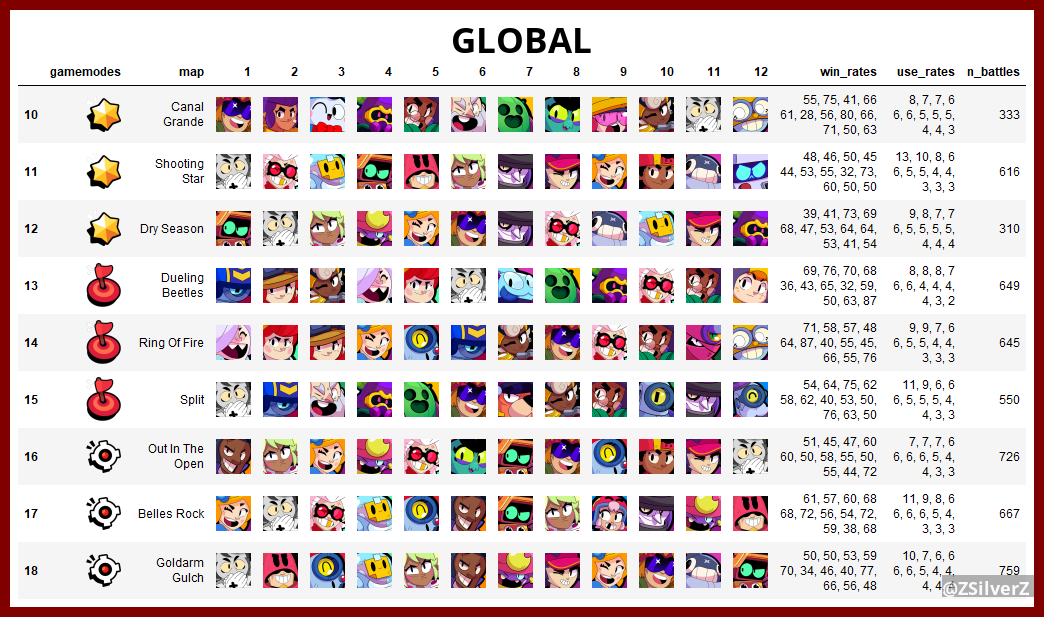 GLOBAL
gamemodes map 1 2 3 4 5 6 7 8 9 10 11 12 win_rates use_rates n_battles
10 Canal Grande 55, 75, 41, 66 8, 7, 7, 6 333
61, 28, 56, 80, 66, 6, 6, 5, 5, 5,
71, 50, 63 4, 4, 3
11 Shooting Star 48, 46, 50, 45 13, 10, 8, 6 616
44, 53, 55, 32, 73, 6, 5, 5, 4, 4,
60, 50, 50 3, 3, 3
12 Dry Season 39, 41, 73, 69 9, 8, 7, 7 310
68, 47, 53, 64, 64, 6, 5, 5, 5, 5,
53, 41, 54 4, 4, 4
13 Dueling Beetles 69, 76, 70, 68 8, 8, 8, 7 649
36, 43, 65, 32, 59, 6, 6, 4, 4, 4,
50, 63, 87 4, 3, 2
14 Ring Of Fire 71, 58, 57, 48 9, 9, 7, 6 645
64, 87, 40, 55, 45, 6, 5, 5, 4, 4,
66, 55, 76 3, 3, 3
15 Split 54, 64, 75, 62 11, 9, 6, 6 550
58, 62, 40, 53, 50, 6, 5, 5, 5, 4,
76, 63, 50 4, 3, 3
16 Out In The Open 51, 45, 47, 60 7, 7, 7, 6 726
60, 50, 58, 55, 50, 6, 6, 6, 5, 4,
55, 44, 72 4, 3, 3
17 Belles Rock 61, 57, 60, 68 11, 9, 8, 6 667
68, 72, 56, 54, 72, 6, 6, 6, 5, 4,
59, 38, 68 3, 3, 3
18 Goldarm Gulch 50, 50, 53, 59 10, 7, 6, 6 759
70, 34, 46, 40, 77, 6, 6, 5, 4, 4,
66, 56, 48 4, 4,
@ZSilverZ